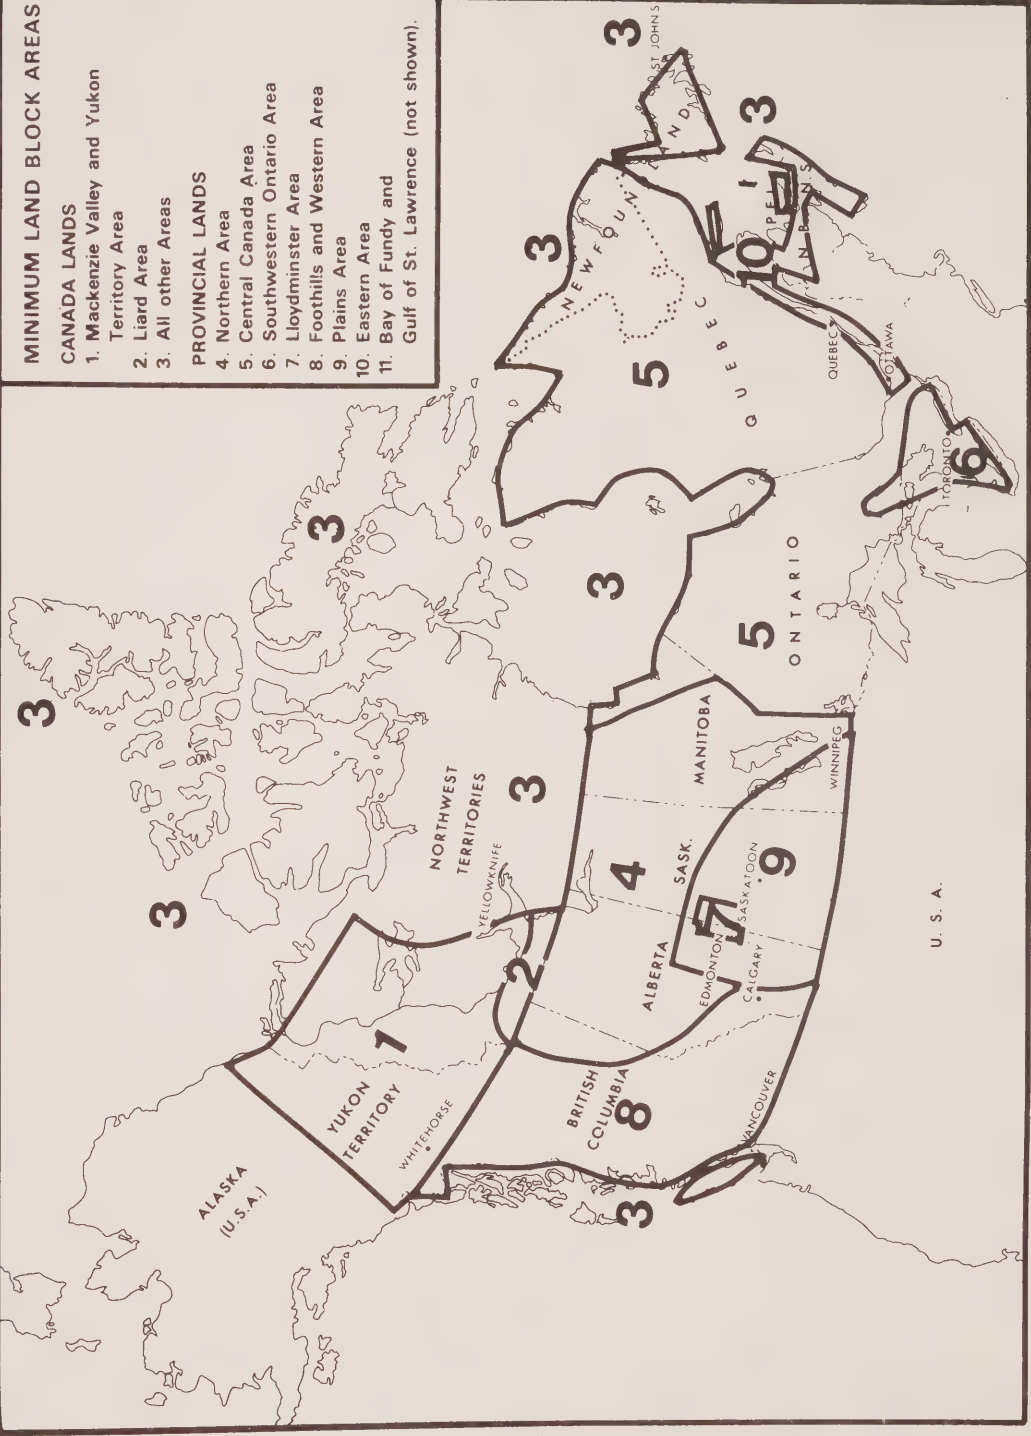 MINIMUM LAND BLOCK AREAS
CANADA LANDS
1. Mackenzie Valley and Yukon
Territory Area
2. Liard Area
3. All other Areas
PROVINCIAL LANDS
4. Northern Area
5. Central Canada Area
6. Southwestern Ontario Area
7. Lloydminster Area
8. Foothills and Western Area
9. Plains Area
10. Eastern Area
11. Bay of Fundy and
Gulf of St. Lawrence (not shown).
3
3
3
3
3
3
3
3
3
ALASKA
(U.S.A.)
YUKON
TERRITORY
1
WHITEHORSE
NORTHWEST
TERRITORIES
YELLOWKNIFE
2
BRITISH
COLUMBIA
8
VANCOUVER
ALBERTA
EDMONTON
CALGARY
4
SASK.
7
SASKATOON
9
MANITOBA
WINNIPEG
5
ONTARIO
6
TORONTO
OTTAWA
5
QUEBEC
QUEBEC
NEWFOUNDLAND
ST JOHNS
10
P E I
N.B.
N.S.
U. S. A.